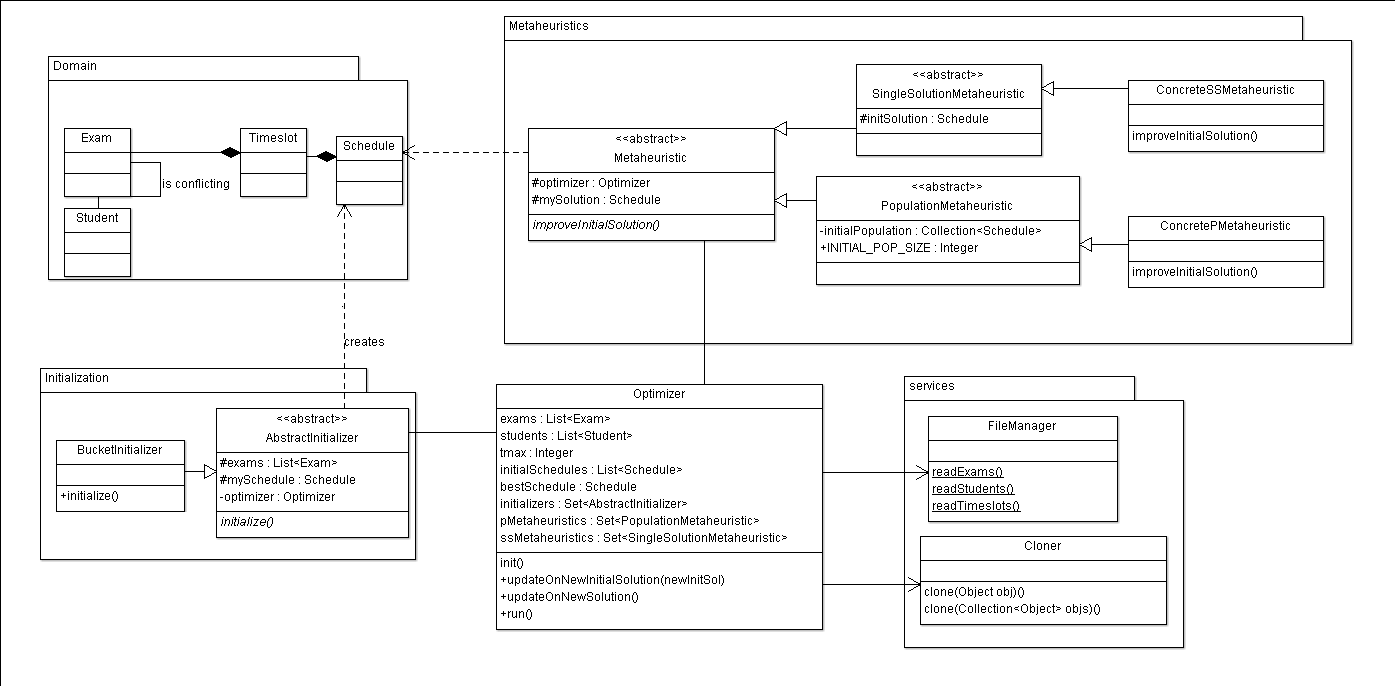 Metaheuristics
Domain
<<abstract>>
SingleSolutionMetaheuristic
#initSolution : Schedule
ConcreteSSMetaheuristic
improveInitialSolution()
Exam
Timeslot
Schedule
is conflicting
Student
<<abstract>>
Metaheuristic
#optimizer : Optimizer
#mySolution : Schedule
improveInitialSolution()
<<abstract>>
PopulationMetaheuristic
-initialPopulation : Collection<Schedule>
+INITIAL_POP_SIZE : Integer
ConcretePMetaheuristic
improveInitialSolution()
creates
Initialization
BucketInitializer
+initialize()
<<abstract>>
AbstractInitializer
#exams : List<Exam>
#mySchedule : Schedule
-optimizer : Optimizer
initialize()
Optimizer
exams : List<Exam>
students : List<Student>
tmax : Integer
initialSchedules : List<Schedule>
bestSchedule : Schedule
initializers : Set<AbstractInitializer>
pMetaheuristics : Set<PopulationMetaheuristic>
ssMetaheuristics : Set<SingleSolutionMetaheuristic>
init()
+updateOnNewInitialSolution(newInitSol)
+updateOnNewSolution()
+run()
services
FileManager
readExams()
readStudents()
readTimeslots()
Cloner
clone(Object obj)()
clone(Collection<Object> objs)()